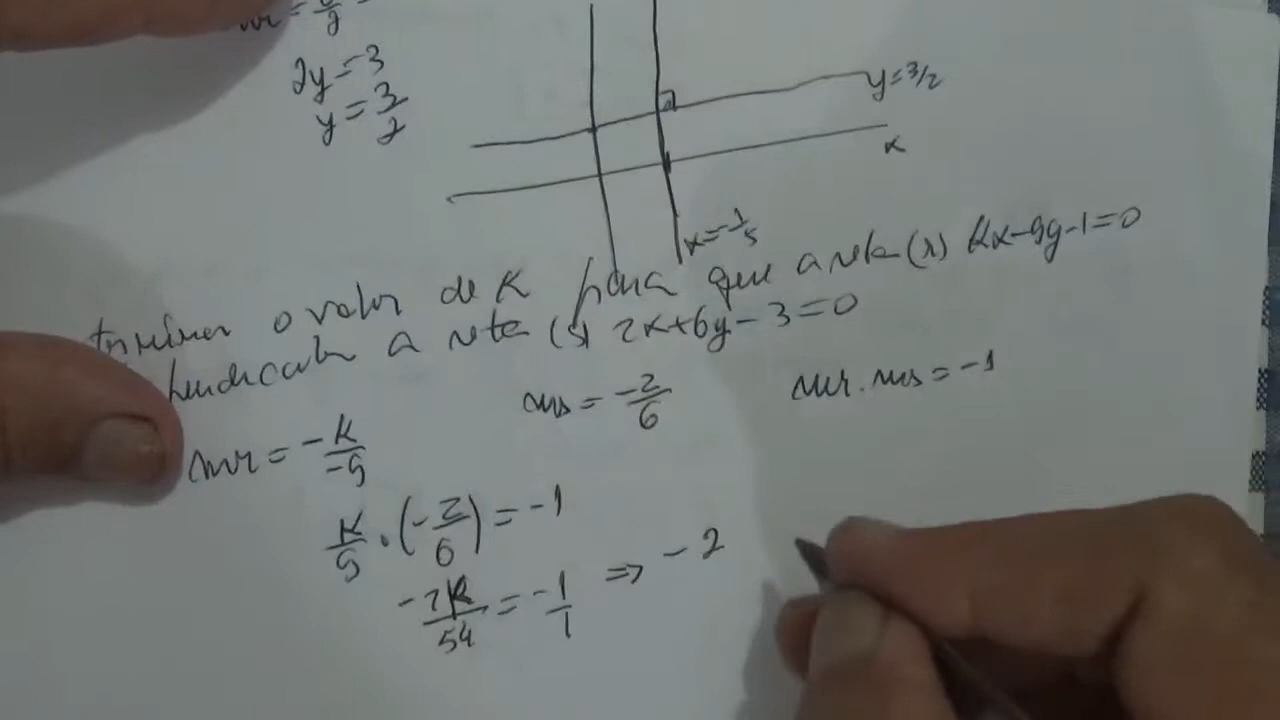 2y=3
y=3/2
y=3/2
x
x=-1/5
o valor de K para que a reta (r) kx-9y-1=0
a reta (s) 2x+6y-3=0
mr=-k/-9
ms=-2/6
mr.ms=-1
k/9.(-2/6)=-1
-2k/54=-1/1 => -2